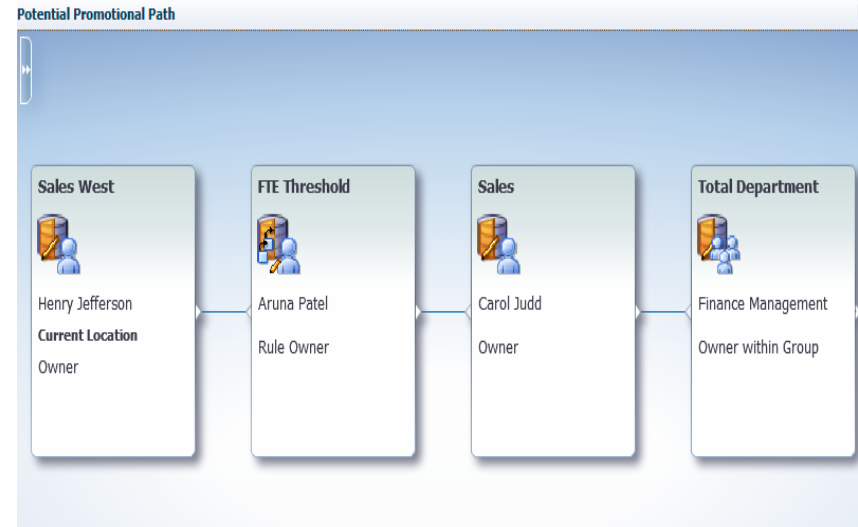 Potential Promotional Path
Sales West
Henry Jefferson
Current Location
Owner
FTE Threshold
Aruna Patel
Rule Owner
Sales
Carol Judd
Owner
Total Department
Finance Management
Owner within Group